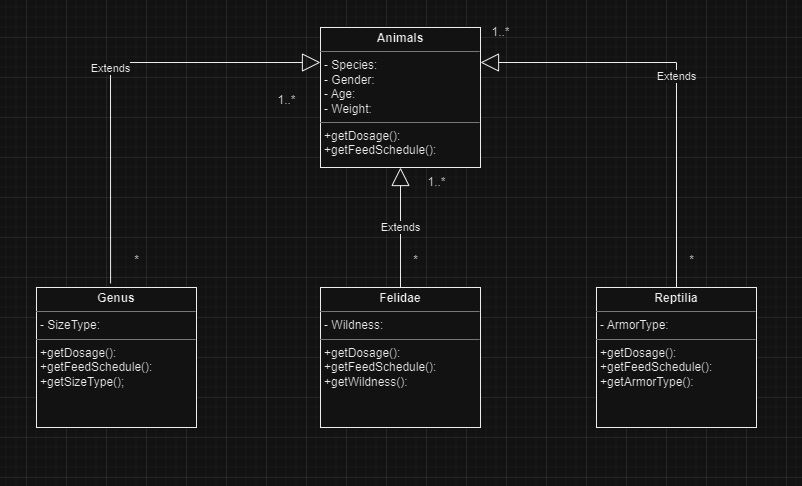 Animals
1..*
- Species:
- Gender:
- Age:
- Weight:
+getDosage():
+getFeedSchedule():
Extends
1..*
Extends
1..*
Extends
*
*
*
Genus
- SizeType:
+getDosage():
+getFeedSchedule():
+getSizeType();
Felidae
- Wildness:
+getDosage():
+getFeedSchedule():
+getWildness():
Reptilia
- ArmorType:
+getDosage():
+getFeedSchedule():
+getArmorType():